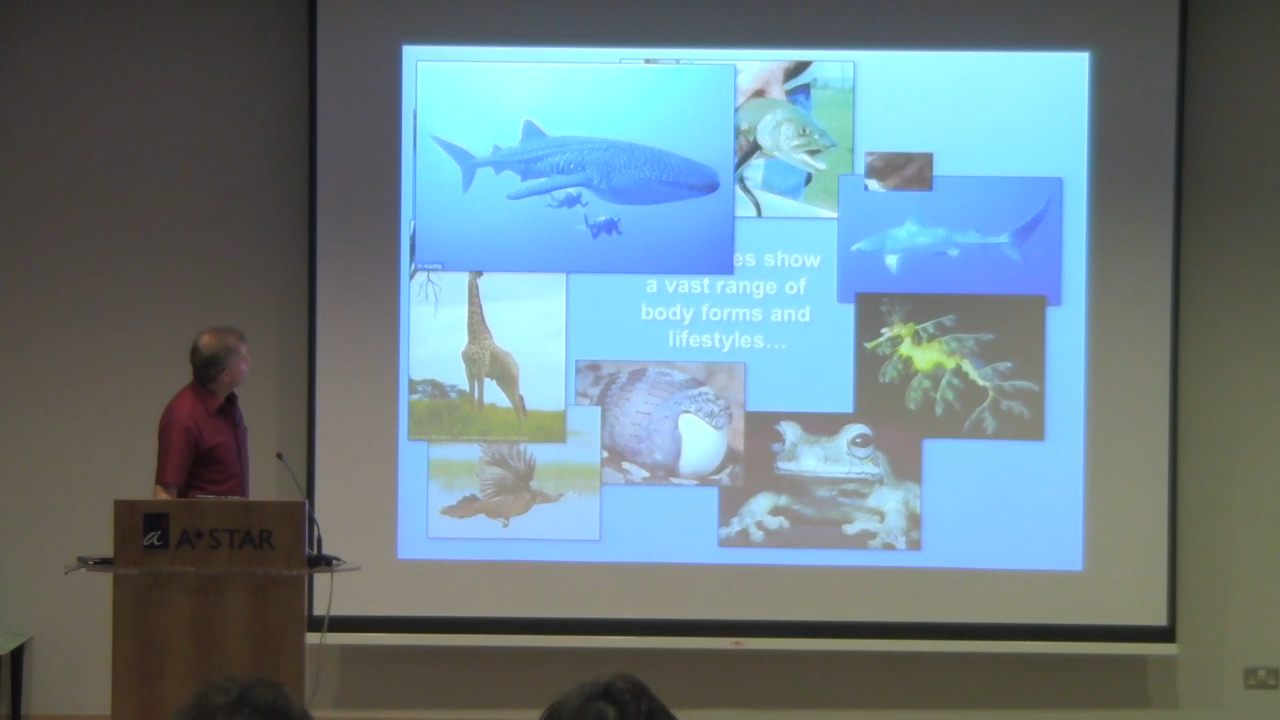 es show
a vast range of
body forms and
lifestyles...
A*STAR